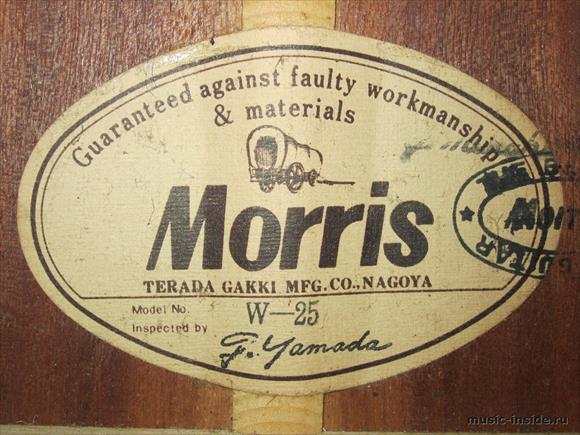 Guaranteed against faulty workmanship
& materials
Morris
TERADA GAKKI MFG.CO., NAGOYA
Model No. W—25
Inspected by F. Yamada
GUITAR
music-inside.ru